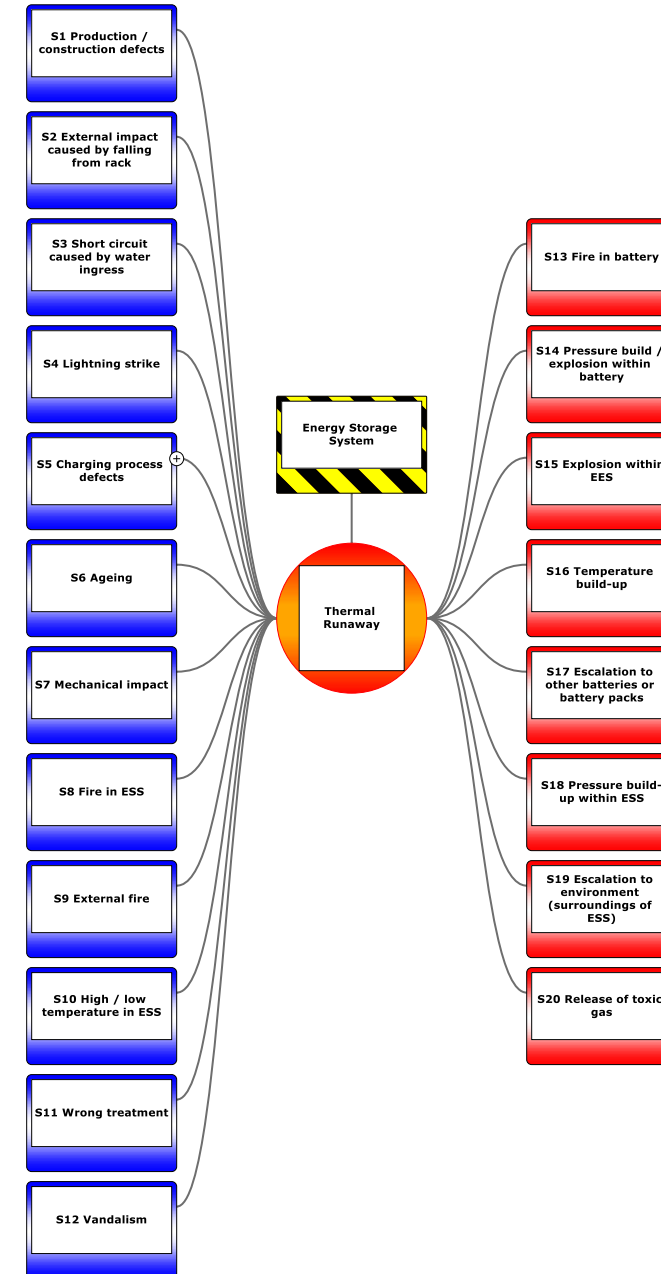 S1 Production /
construction defects
S2 External impact
caused by falling
from rack
S3 Short circuit
caused by water
ingress
S4 Lightning strike
S5 Charging process
defects
+
S6 Ageing
S7 Mechanical impact
S8 Fire in ESS
S9 External fire
S10 High / low
temperature in ESS
S11 Wrong treatment
S12 Vandalism
Energy Storage
System
Thermal
Runaway
S13 Fire in battery
S14 Pressure build /
explosion within
battery
S15 Explosion within
EES
S16 Temperature
build-up
S17 Escalation to
other batteries or
battery packs
S18 Pressure build-
up within ESS
S19 Escalation to
environment
(surroundings of
ESS)
S20 Release of toxic
gas